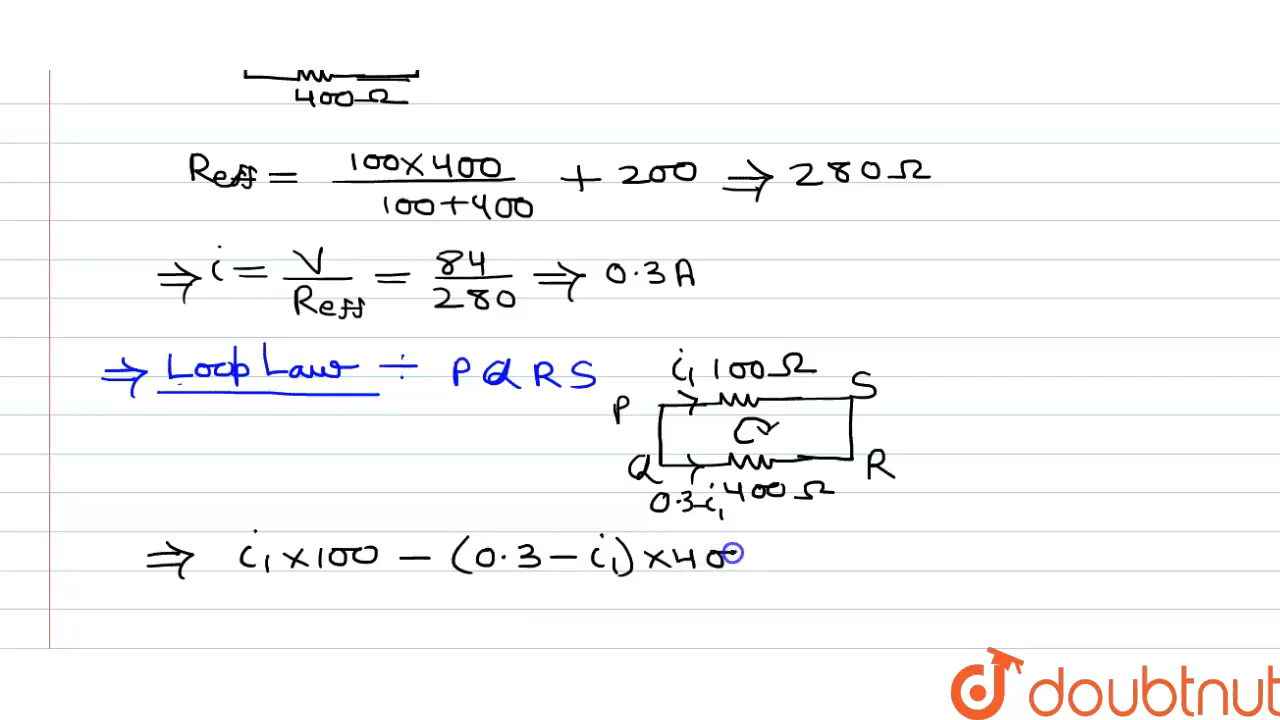 400Ω
Reff = 100×400 / 100+400 + 200 ⇒ 280Ω
⇒ i = V / Reff = 84 / 280 ⇒ 0.3A
⇒ Loop Law ÷ PQRS
i₁ 100Ω
P S
Q R
0.3-i₁ 400Ω
⇒ i₁×100 - (0.3-i₁)×400
doubtnut